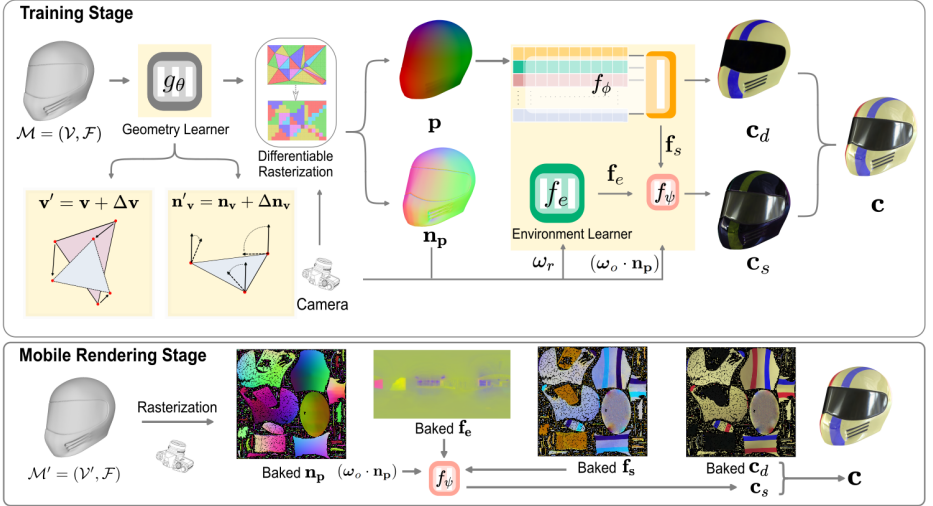 Training Stage
g_θ
M = (V, F)
Geometry Learner
Differentiable
Rasterization
v′ = v + Δv
n′_v = n_v + Δn_v
Camera
p
n_p
f_ϕ
f_s
f_e
f_e
f_ψ
Environment Learner
ω_r
(ω_o · n_p)
c_d
c_s
c
Mobile Rendering Stage
Rasterization
M′ = (V′, F)
Baked n_p
(ω_o · n_p)
Baked f_e
f_ψ
Baked f_s
Baked c_d
c_s
c